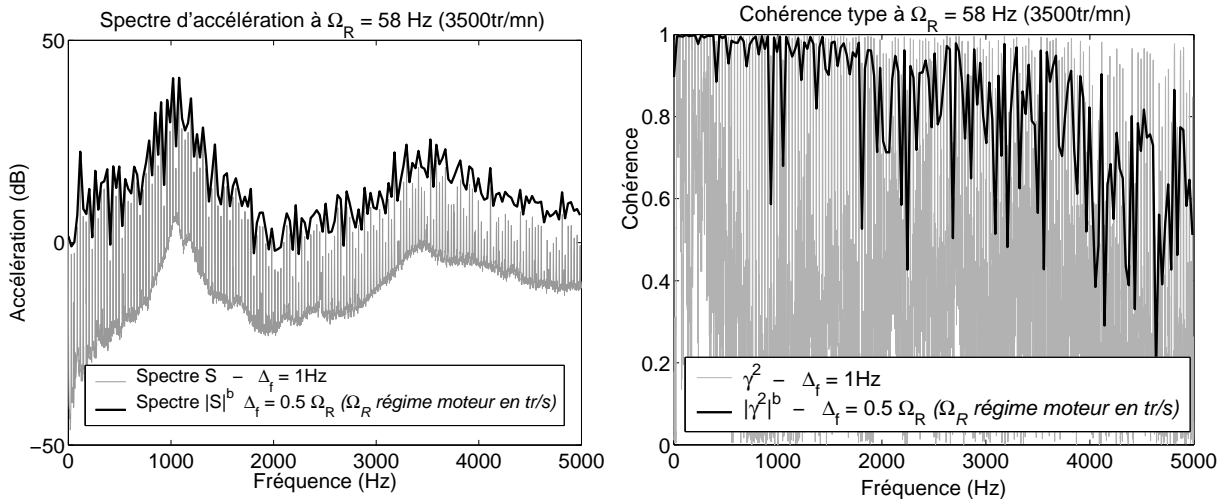 Spectre d'accélération à Ω_R = 58 Hz (3500tr/mn)
50
0
−50
Accélération (dB)
Spectre S − Δ_f = 1Hz
Spectre |S|^b Δ_f = 0.5 Ω_R (Ω_R régime moteur en tr/s)
0 1000 2000 3000 4000 5000
Fréquence (Hz)
Cohérence type à Ω_R = 58 Hz (3500tr/mn)
1
0.8
0.6
0.4
0.2
0
Cohérence
γ^2 − Δ_f = 1Hz
|γ^2|^b − Δ_f = 0.5 Ω_R (Ω_R régime moteur en tr/s)
0 1000 2000 3000 4000 5000
Fréquence (Hz)